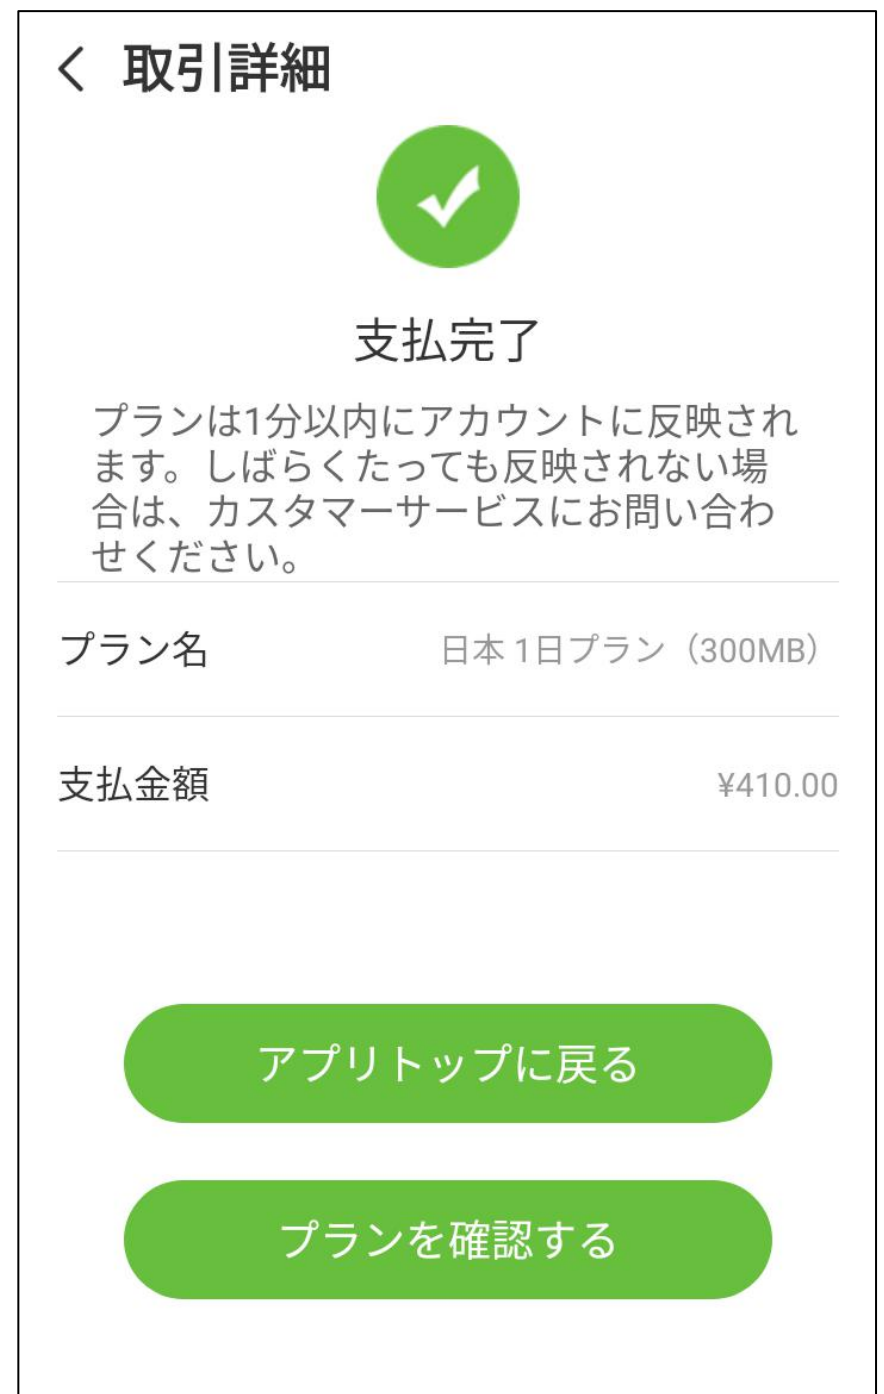 取引詳細
支払完了
プランは1分以内にアカウントに反映され
ます。しばらくたっても反映されない場
合は、カスタマーサービスにお問い合わ
せください。
プラン名 日本 1日プラン（300MB）
支払金額 ¥410.00
アプリトップに戻る
プランを確認する